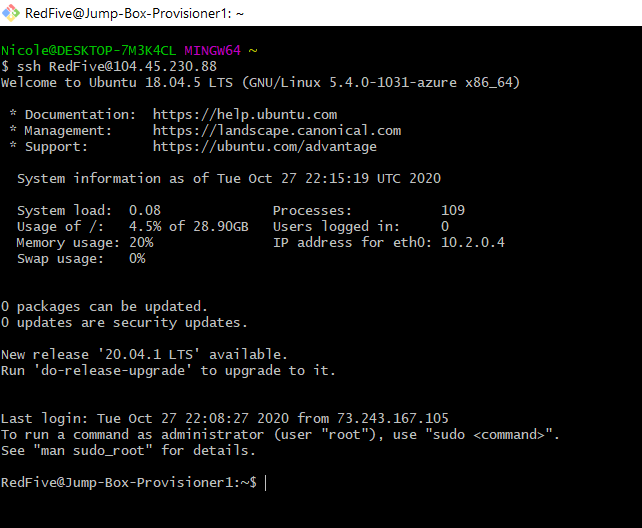 RedFive@Jump-Box-Provisioner1: ~
Nicole@DESKTOP-7M3K4CL MINGW64 ~
$ ssh RedFive@104.45.230.88
Welcome to Ubuntu 18.04.5 LTS (GNU/Linux 5.4.0-1031-azure x86_64)
* Documentation:  https://help.ubuntu.com
* Management:     https://landscape.canonical.com
* Support:        https://ubuntu.com/advantage
System information as of Tue Oct 27 22:15:19 UTC 2020
System load:  0.08              Processes:           109
Usage of /:   4.5% of 28.90GB   Users logged in:     0
Memory usage: 20%               IP address for eth0: 10.2.0.4
Swap usage:   0%
0 packages can be updated.
0 updates are security updates.
New release '20.04.1 LTS' available.
Run 'do-release-upgrade' to upgrade to it.
Last login: Tue Oct 27 22:08:27 2020 from 73.243.167.105
To run a command as administrator (user "root"), use "sudo <command>".
See "man sudo_root" for details.
RedFive@Jump-Box-Provisioner1:~$